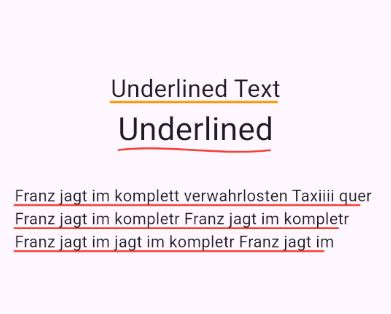 Underlined Text
Underlined
Franz jagt im komplett verwahrlosten Taxiiii quer
Franz jagt im kompletr Franz jagt im kompletr
Franz jagt im jagt im kompletr Franz jagt im